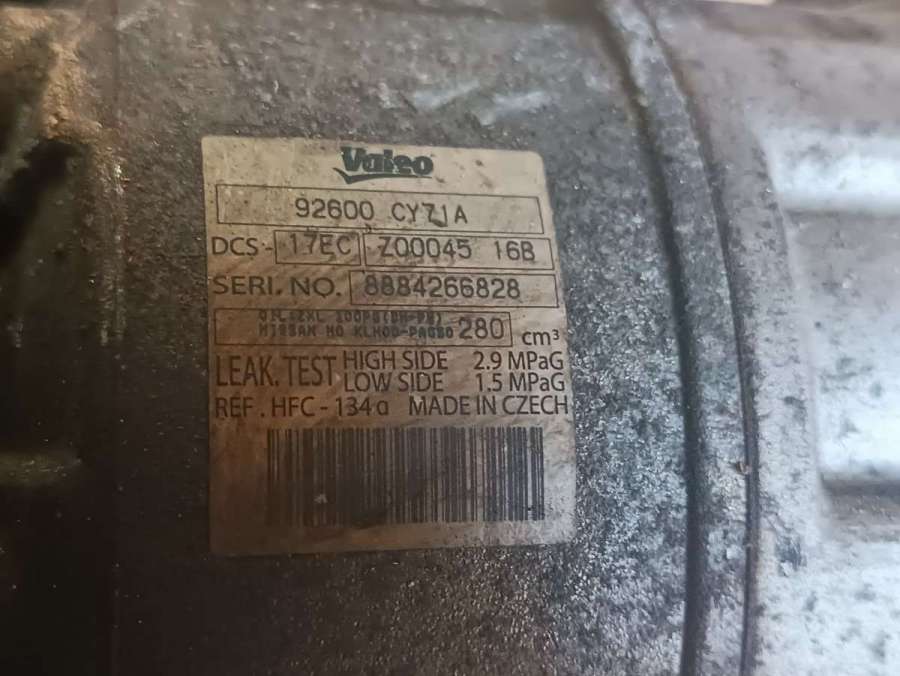 Valeo
92600 CY71A
DCS - 17EC Z00045 16B
SERI. NO. 8884266828
280 cm³
LEAK. TEST HIGH SIDE 2.9 MPaG
LOW SIDE 1.5 MPaG
REF. HFC - 134a MADE IN CZECH